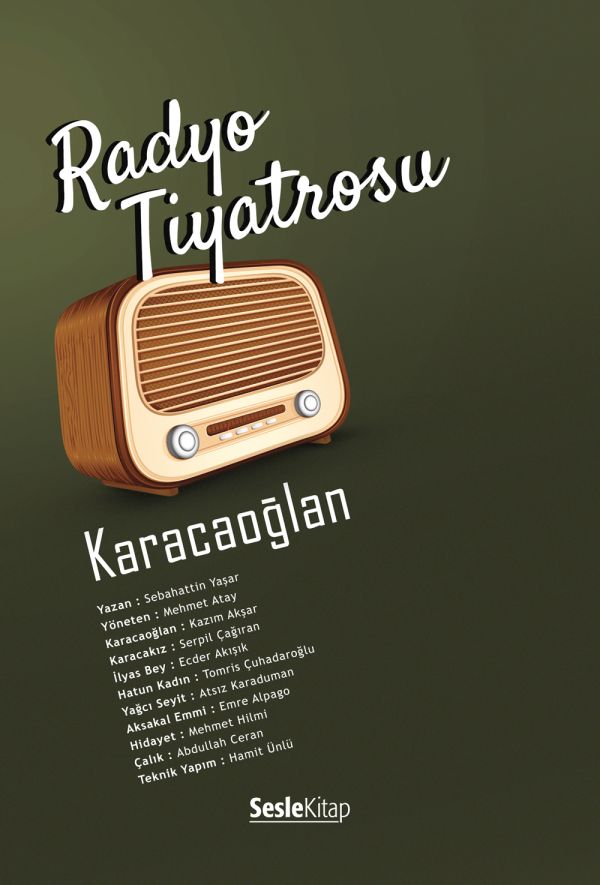 Radyo
Tiyatrosu
Karacaoğlan
Yazan : Sebahattin Yaşar
Yöneten : Mehmet Atay
Karacaoğlan : Kazım Akşar
Karacakız : Serpil Çağıran
İlyas Bey : Ecder Akışık
Hatun Kadın : Tomris Çuhadaroğlu
Yağcı Seyit : Atsız Karaduman
Aksakal Emmi : Emre Alpago
Hidayet : Mehmet Hilmi
Çalık : Abdullah Ceran
Teknik Yapım : Hamit Ünlü
SesleKitap